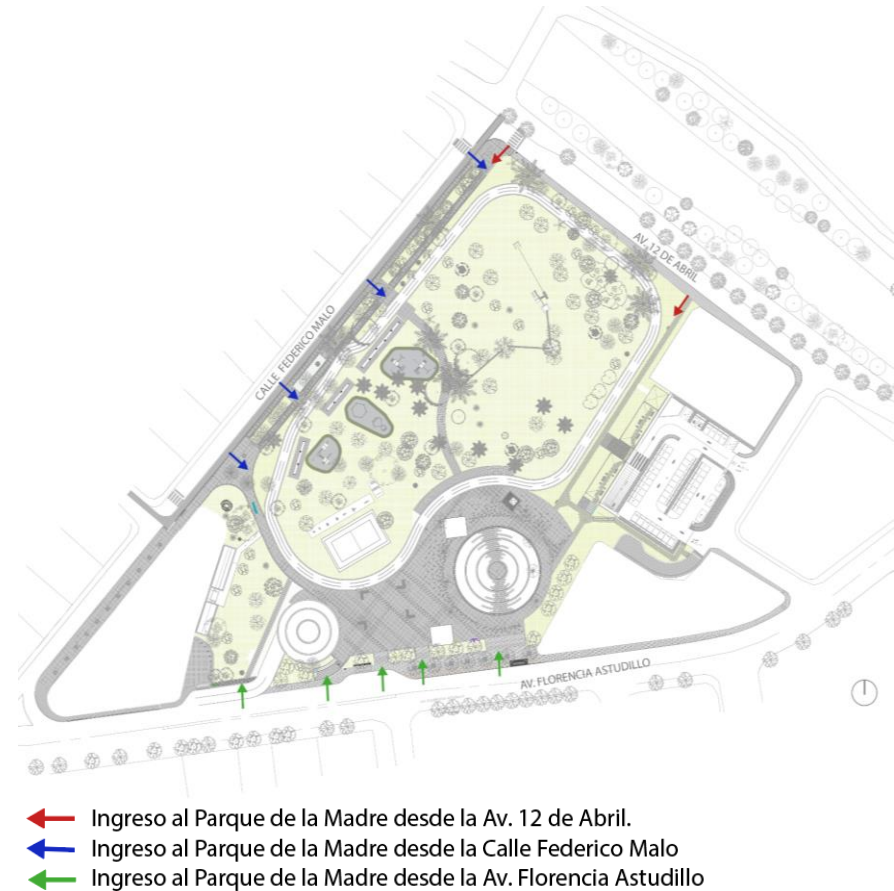 AV. 12 DE ABRIL
CALLE FEDERICO MALO
AV. FLORENCIA ASTUDILLO
Ingreso al Parque de la Madre desde la Av. 12 de Abril.
Ingreso al Parque de la Madre desde la Calle Federico Malo
Ingreso al Parque de la Madre desde la Av. Florencia Astudillo